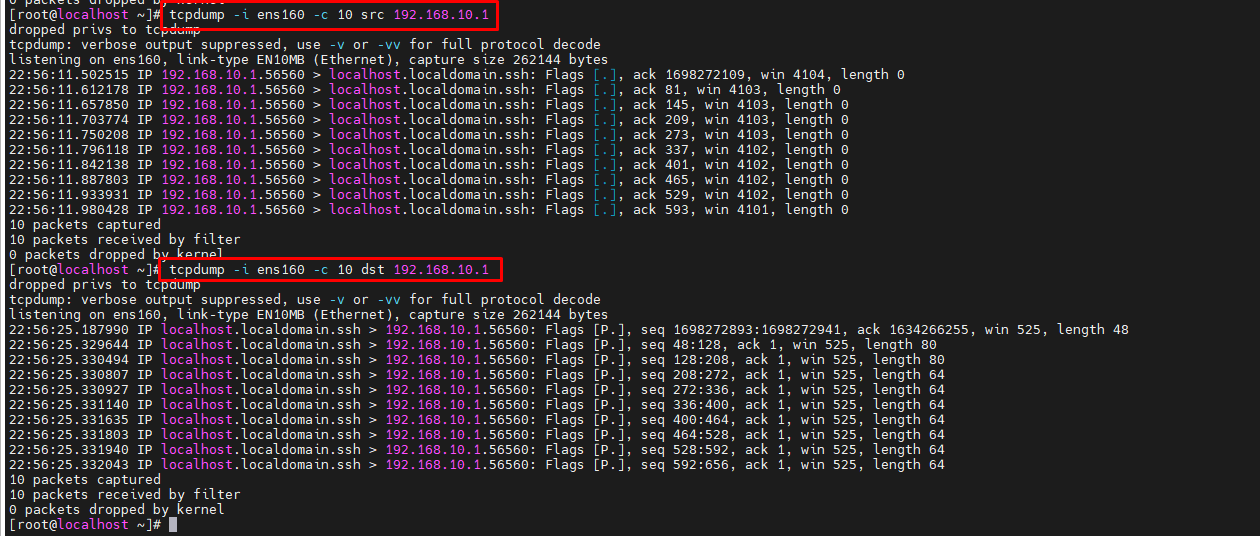 0 packets dropped by kernel
[root@localhost ~]# tcpdump -i ens160 -c 10 src 192.168.10.1
dropped privs to tcpdump
tcpdump: verbose output suppressed, use -v or -vv for full protocol decode
listening on ens160, link-type EN10MB (Ethernet), capture size 262144 bytes
22:56:11.502515 IP 192.168.10.1.56560 > localhost.localdomain.ssh: Flags [.], ack 1698272109, win 4104, length 0
22:56:11.612178 IP 192.168.10.1.56560 > localhost.localdomain.ssh: Flags [.], ack 81, win 4103, length 0
22:56:11.657850 IP 192.168.10.1.56560 > localhost.localdomain.ssh: Flags [.], ack 145, win 4103, length 0
22:56:11.703774 IP 192.168.10.1.56560 > localhost.localdomain.ssh: Flags [.], ack 209, win 4103, length 0
22:56:11.750208 IP 192.168.10.1.56560 > localhost.localdomain.ssh: Flags [.], ack 273, win 4103, length 0
22:56:11.796118 IP 192.168.10.1.56560 > localhost.localdomain.ssh: Flags [.], ack 337, win 4102, length 0
22:56:11.842138 IP 192.168.10.1.56560 > localhost.localdomain.ssh: Flags [.], ack 401, win 4102, length 0
22:56:11.887803 IP 192.168.10.1.56560 > localhost.localdomain.ssh: Flags [.], ack 465, win 4102, length 0
22:56:11.933931 IP 192.168.10.1.56560 > localhost.localdomain.ssh: Flags [.], ack 529, win 4102, length 0
22:56:11.980428 IP 192.168.10.1.56560 > localhost.localdomain.ssh: Flags [.], ack 593, win 4101, length 0
10 packets captured
10 packets received by filter
0 packets dropped by kernel
[root@localhost ~]# tcpdump -i ens160 -c 10 dst 192.168.10.1
dropped privs to tcpdump
tcpdump: verbose output suppressed, use -v or -vv for full protocol decode
listening on ens160, link-type EN10MB (Ethernet), capture size 262144 bytes
22:56:25.187990 IP localhost.localdomain.ssh > 192.168.10.1.56560: Flags [P.], seq 1698272893:1698272941, ack 1634266255, win 525, length 48
22:56:25.329644 IP localhost.localdomain.ssh > 192.168.10.1.56560: Flags [P.], seq 48:128, ack 1, win 525, length 80
22:56:25.330494 IP localhost.localdomain.ssh > 192.168.10.1.56560: Flags [P.], seq 128:208, ack 1, win 525, length 80
22:56:25.330807 IP localhost.localdomain.ssh > 192.168.10.1.56560: Flags [P.], seq 208:272, ack 1, win 525, length 64
22:56:25.330927 IP localhost.localdomain.ssh > 192.168.10.1.56560: Flags [P.], seq 272:336, ack 1, win 525, length 64
22:56:25.331140 IP localhost.localdomain.ssh > 192.168.10.1.56560: Flags [P.], seq 336:400, ack 1, win 525, length 64
22:56:25.331635 IP localhost.localdomain.ssh > 192.168.10.1.56560: Flags [P.], seq 400:464, ack 1, win 525, length 64
22:56:25.331803 IP localhost.localdomain.ssh > 192.168.10.1.56560: Flags [P.], seq 464:528, ack 1, win 525, length 64
22:56:25.331940 IP localhost.localdomain.ssh > 192.168.10.1.56560: Flags [P.], seq 528:592, ack 1, win 525, length 64
22:56:25.332043 IP localhost.localdomain.ssh > 192.168.10.1.56560: Flags [P.], seq 592:656, ack 1, win 525, length 64
10 packets captured
10 packets received by filter
0 packets dropped by kernel
[root@localhost ~]#